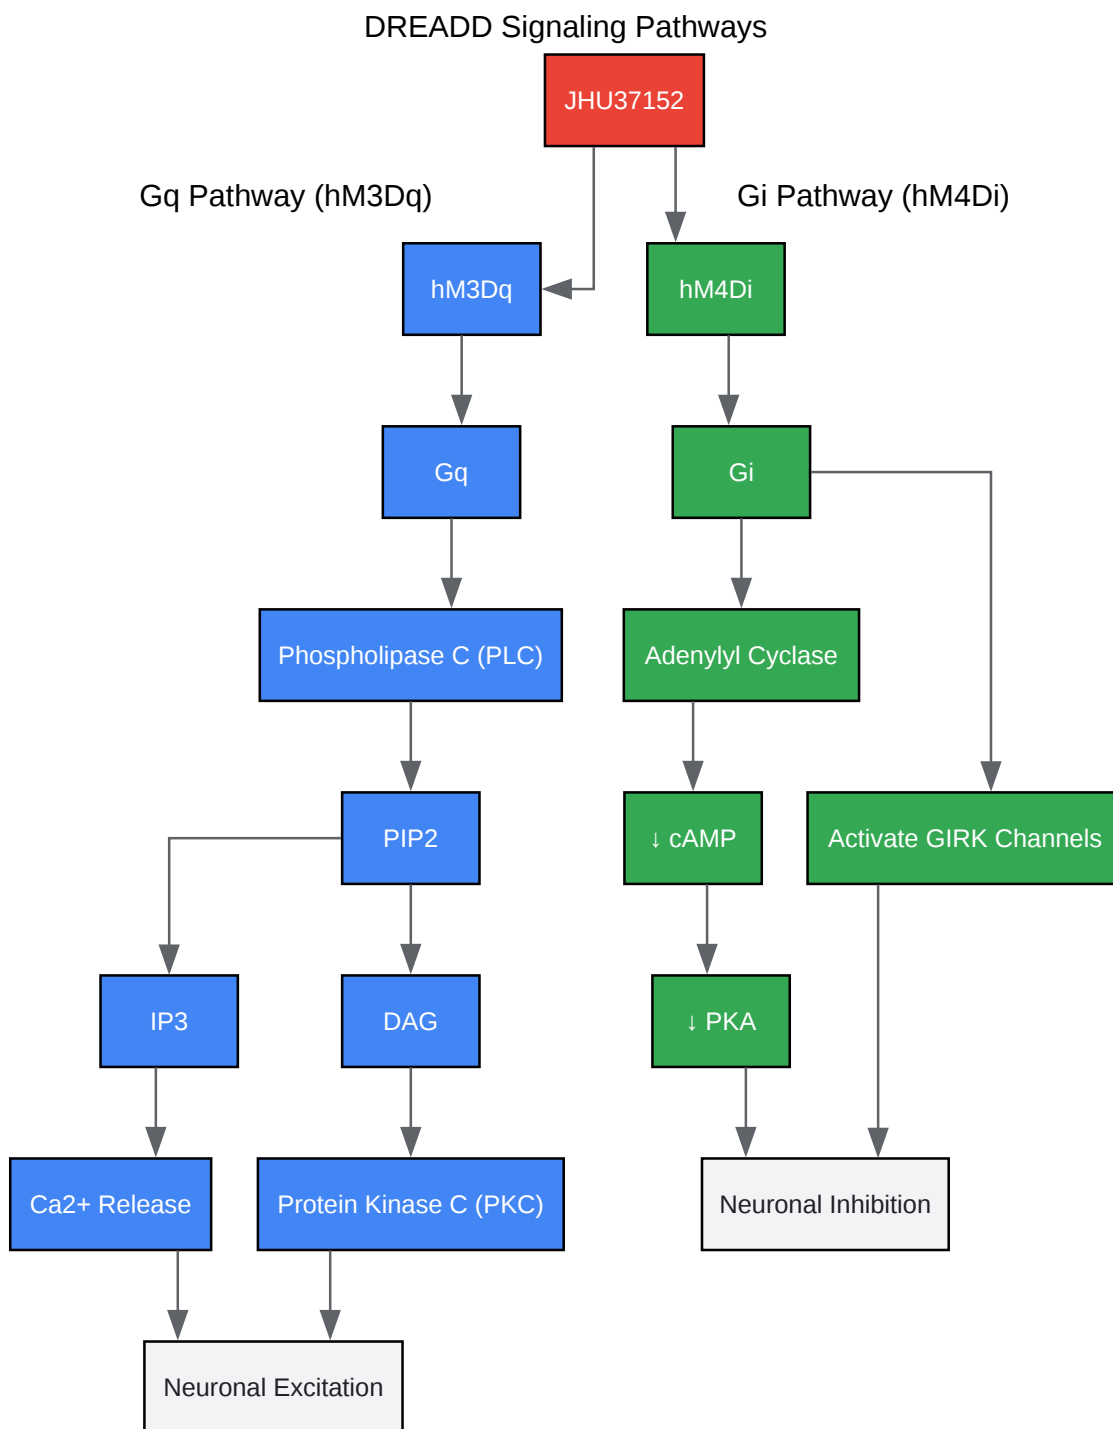 DREADD Signaling Pathways
JHU37152
Gq Pathway (hM3Dq)
Gi Pathway (hM4Di)
hM3Dq
hM4Di
Gq
Gi
Phospholipase C (PLC)
Adenylyl Cyclase
PIP2
↓ cAMP
Activate GIRK Channels
IP3
DAG
↓ PKA
Ca2+ Release
Protein Kinase C (PKC)
Neuronal Inhibition
Neuronal Excitation